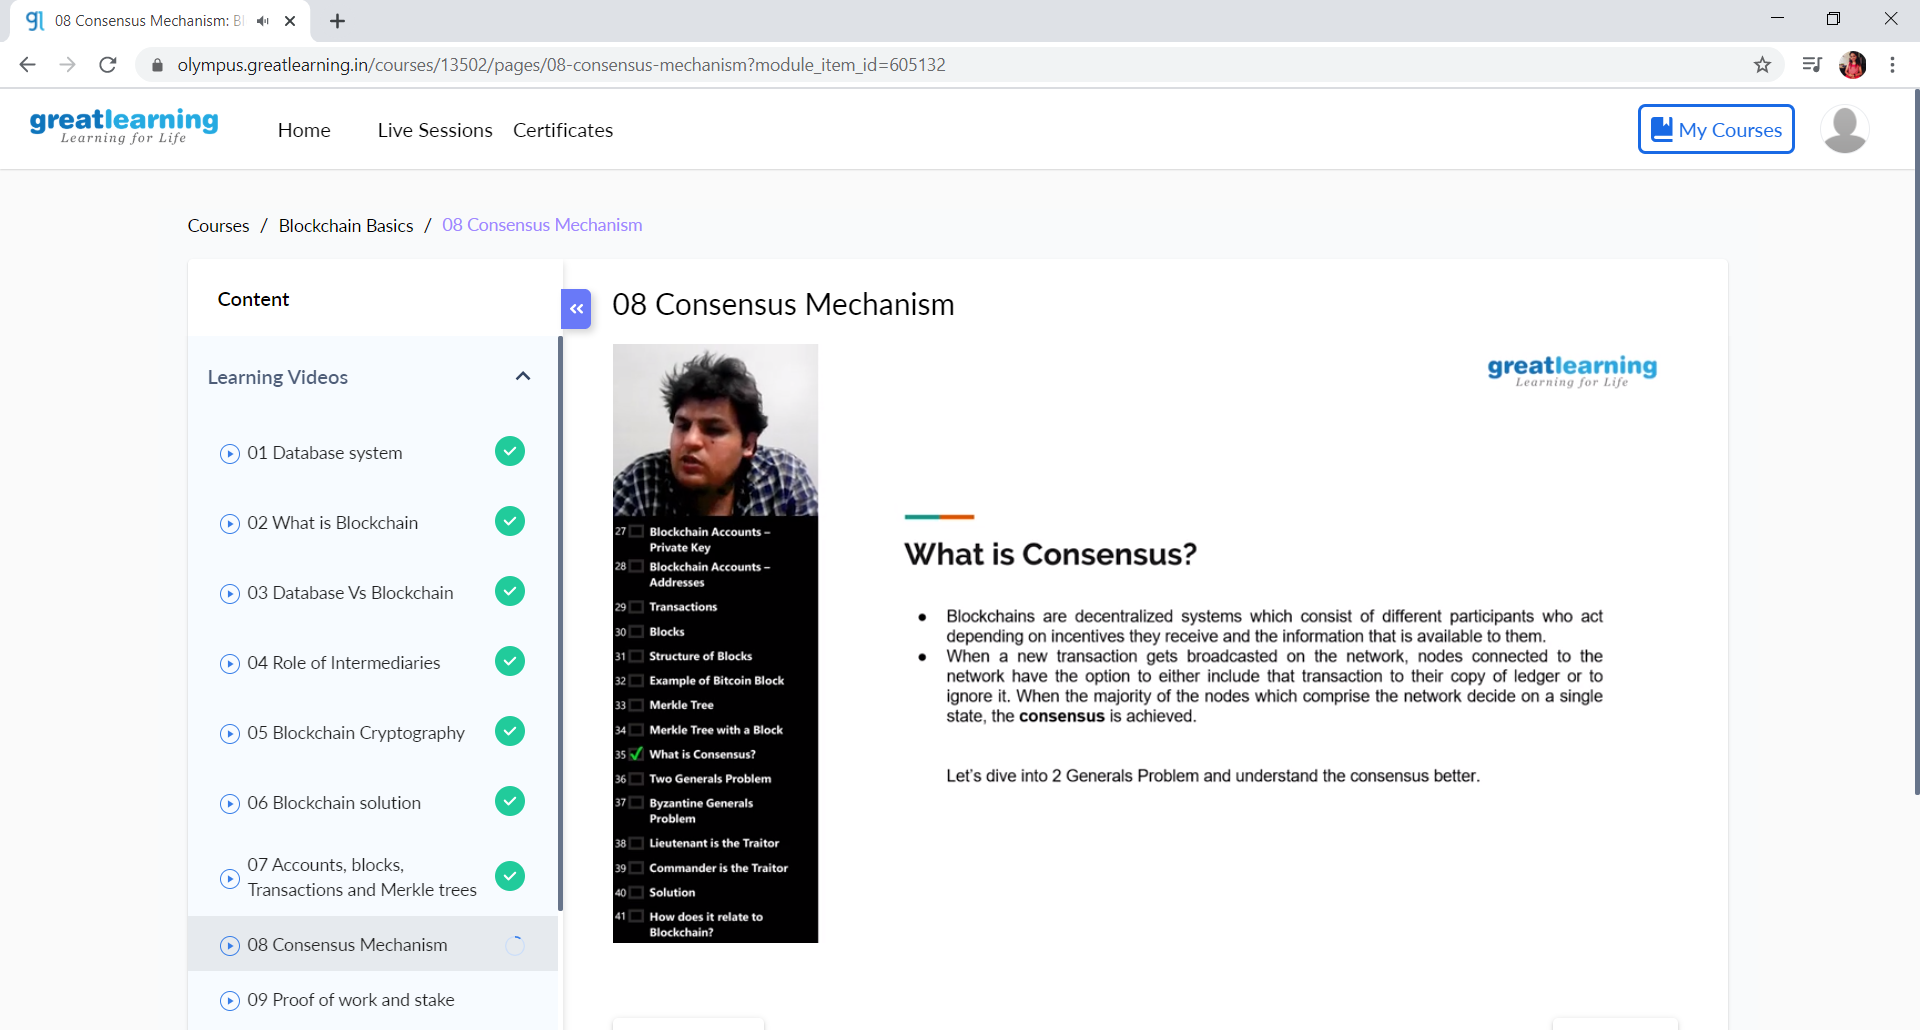 gl 08 Consensus Mechanism: Bl
olympus.greatlearning.in/courses/13502/pages/08-consensus-mechanism?module_item_id=605132
greatlearning
Learning for Life
Home Live Sessions Certificates
My Courses
Courses / Blockchain Basics / 08 Consensus Mechanism
Content
Learning Videos
01 Database system
02 What is Blockchain
03 Database Vs Blockchain
04 Role of Intermediaries
05 Blockchain Cryptography
06 Blockchain solution
07 Accounts, blocks,
Transactions and Merkle trees
08 Consensus Mechanism
09 Proof of work and stake
08 Consensus Mechanism
27 Blockchain Accounts –
Private Key
28 Blockchain Accounts –
Addresses
29 Transactions
30 Blocks
31 Structure of Blocks
32 Example of Bitcoin Block
33 Merkle Tree
34 Merkle Tree with a Block
35 What is Consensus?
36 Two Generals Problem
37 Byzantine Generals
Problem
38 Lieutenant is the Traitor
39 Commander is the Traitor
40 Solution
41 How does it relate to
Blockchain?
greatlearning
Learning for Life
What is Consensus?
● Blockchains are decentralized systems which consist of different participants who act
depending on incentives they receive and the information that is available to them.
● When a new transaction gets broadcasted on the network, nodes connected to the
network have the option to either include that transaction to their copy of ledger or to
ignore it. When the majority of the nodes which comprise the network decide on a single
state, the consensus is achieved.
Let's dive into 2 Generals Problem and understand the consensus better.